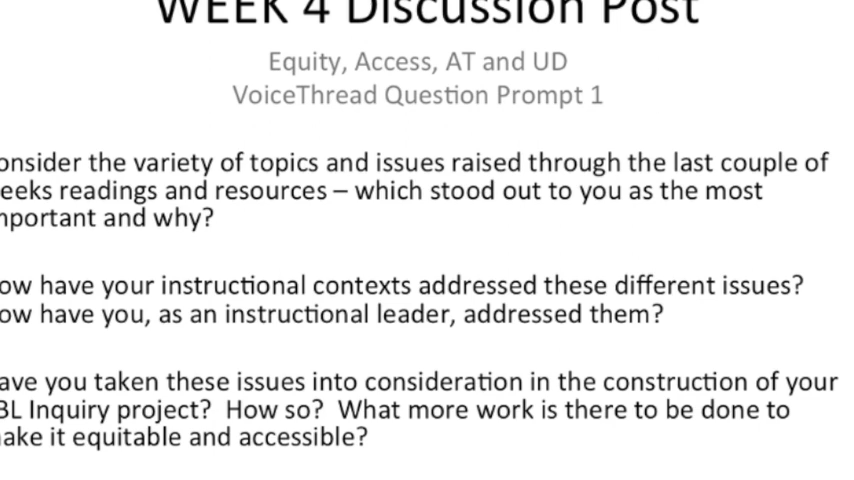 WEEK 4 Discussion Post
Equity, Access, AT and UD
VoiceThread Question Prompt 1
onsider the variety of topics and issues raised through the last couple of
eeks readings and resources – which stood out to you as the most
mportant and why?
ow have your instructional contexts addressed these different issues?
ow have you, as an instructional leader, addressed them?
ave you taken these issues into consideration in the construction of your
BL Inquiry project? How so? What more work is there to be done to
ake it equitable and accessible?